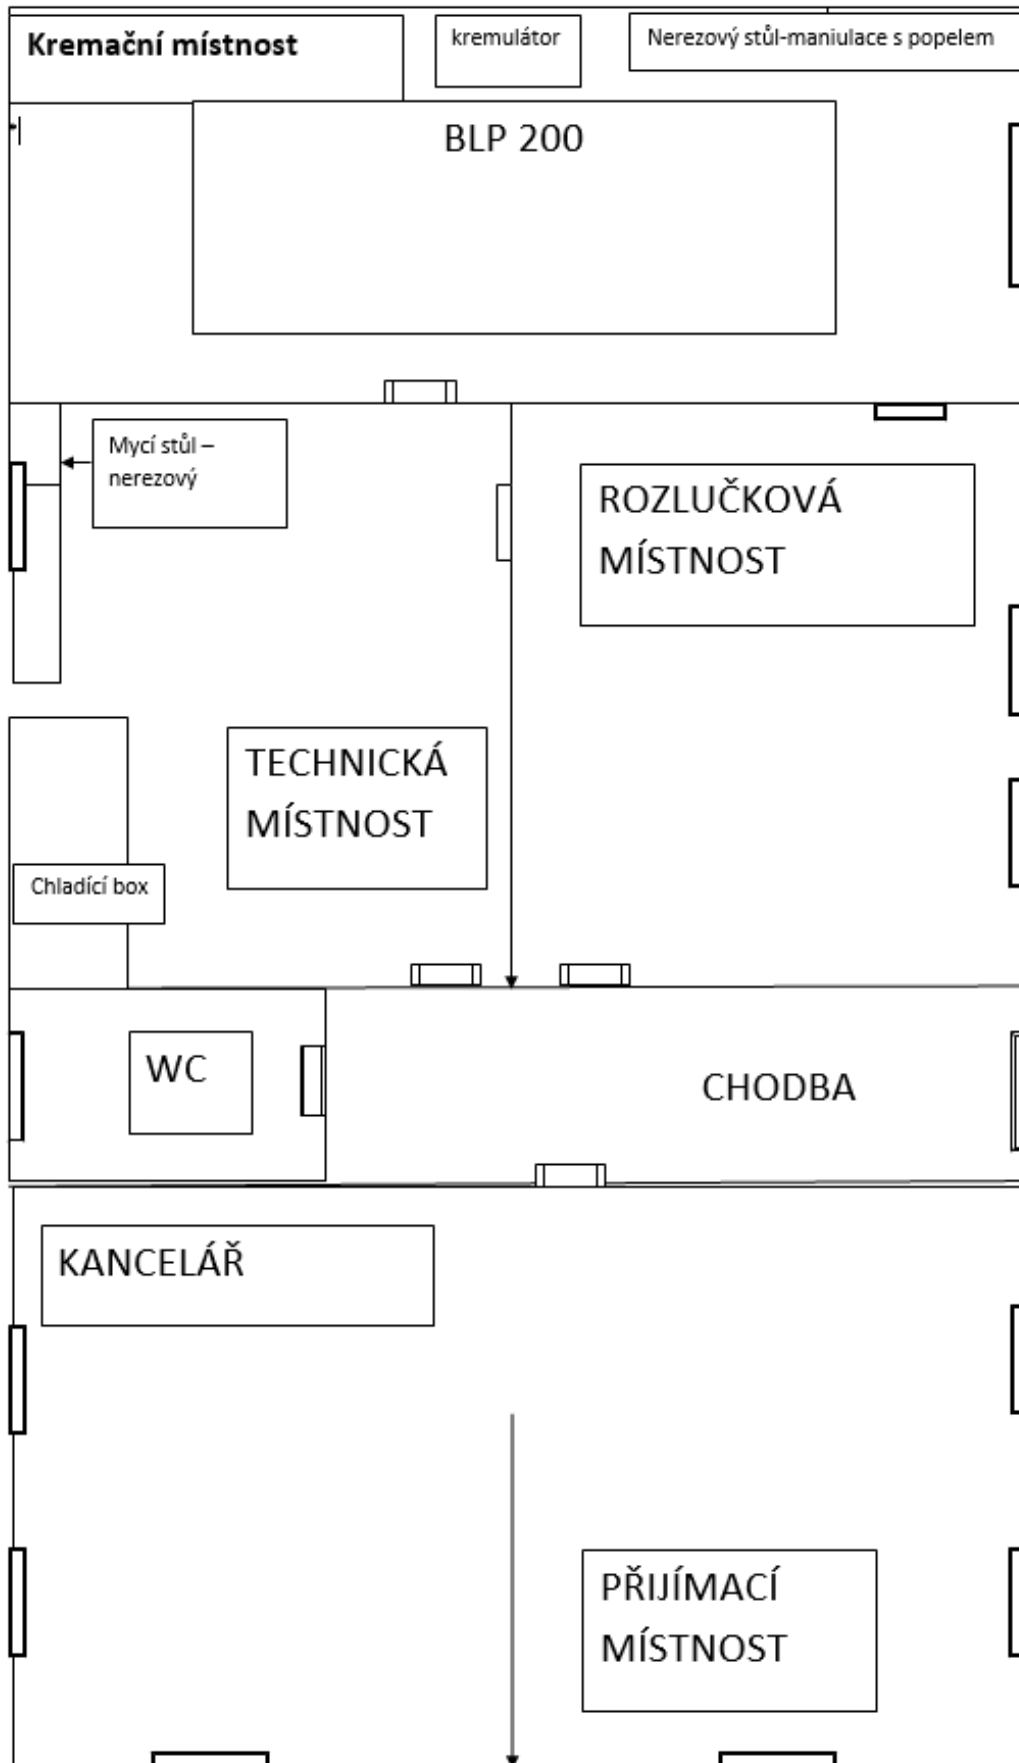 Kremační místnost
kremulátor
Nerezový stůl-maniulace s popelem
BLP 200
Mycí stůl –
nerezový
ROZLUČKOVÁ
MÍSTNOST
TECHNICKÁ
MÍSTNOST
Chladící box
WC
CHODBA
KANCELÁŘ
PŘIJÍMACÍ
MÍSTNOST